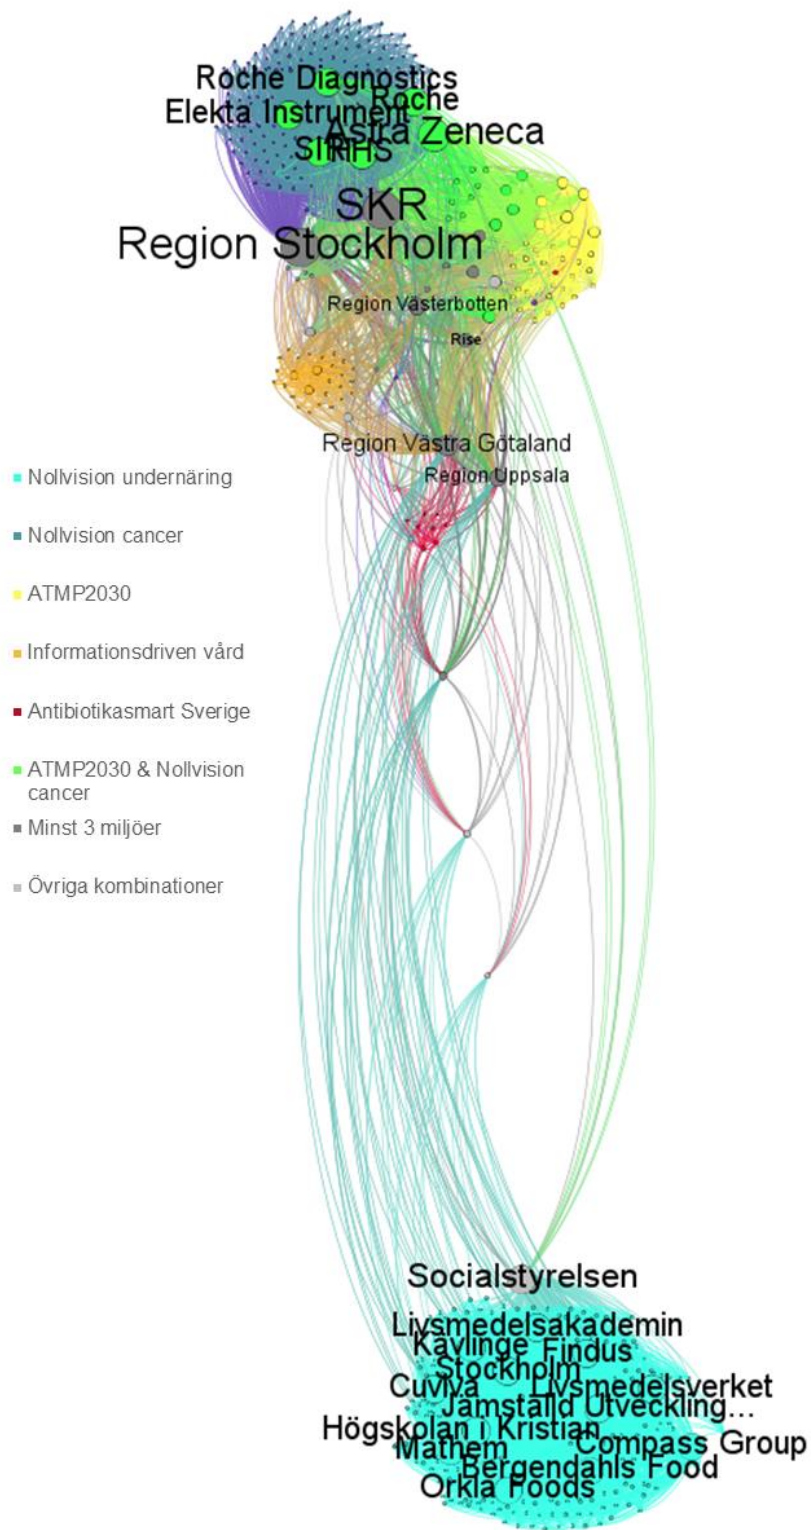 Roche Diagnostics
Roche
Elekta Instrument
Astra Zeneca
SIR
HS
SKR
Region Stockholm
Region Västerbotten
Rise
Region Västra Götaland
Region Uppsala
Nollvision undernäring
Nollvision cancer
ATMP2030
Informationsdriven vård
Antibiotikasmart Sverige
ATMP2030 & Nollvision
cancer
Minst 3 miljöer
Övriga kombinationer
Socialstyrelsen
Livsmedelsakademin
Kävlinge
Findus
Stockholm
Cuviva
Livsmedelsverket
Jämställd Utveckling...
Högskolan i Kristian
Mathem
Compass Group
Bergendahls Food
Orkla Foods